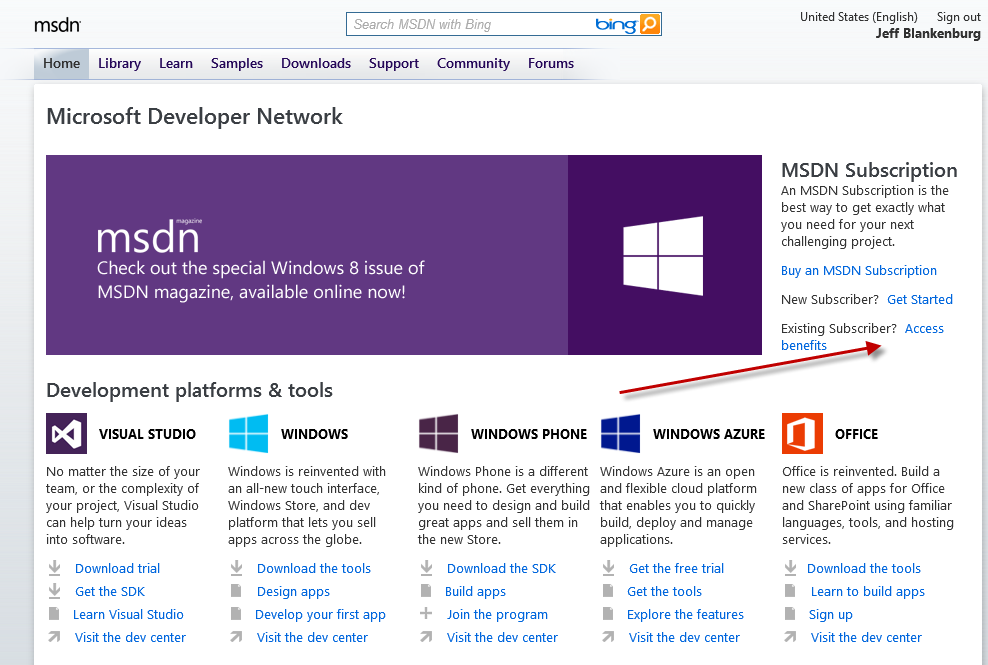 msdn
Search MSDN with Bing
bing
United States (English) Sign out
Jeff Blankenburg
Home Library Learn Samples Downloads Support Community Forums
Microsoft Developer Network
magazine
msdn
Check out the special Windows 8 issue of
MSDN magazine, available online now!
MSDN Subscription
An MSDN Subscription is the
best way to get exactly what
you need for your next
challenging project.
Buy an MSDN Subscription
New Subscriber? Get Started
Existing Subscriber? Access
benefits
Development platforms & tools
VISUAL STUDIO
No matter the size of your
team, or the complexity of
your project, Visual Studio
can help turn your ideas
into software.
Download trial
Get the SDK
Learn Visual Studio
Visit the dev center
WINDOWS
Windows is reinvented with
an all-new touch interface,
Windows Store, and dev
platform that lets you sell
apps across the globe.
Download the tools
Design apps
Develop your first app
Visit the dev center
WINDOWS PHONE
Windows Phone is a different
kind of phone. Get everything
you need to design and build
great apps and sell them in
the new Store.
Download the SDK
Build apps
Join the program
Visit the dev center
WINDOWS AZURE
Windows Azure is an open
and flexible cloud platform
that enables you to quickly
build, deploy and manage
applications.
Get the free trial
Get the tools
Explore the features
Visit the dev center
OFFICE
Office is reinvented. Build a
new class of apps for Office
and SharePoint using familiar
languages, tools, and hosting
services.
Download the tools
Learn to build apps
Sign up
Visit the dev center